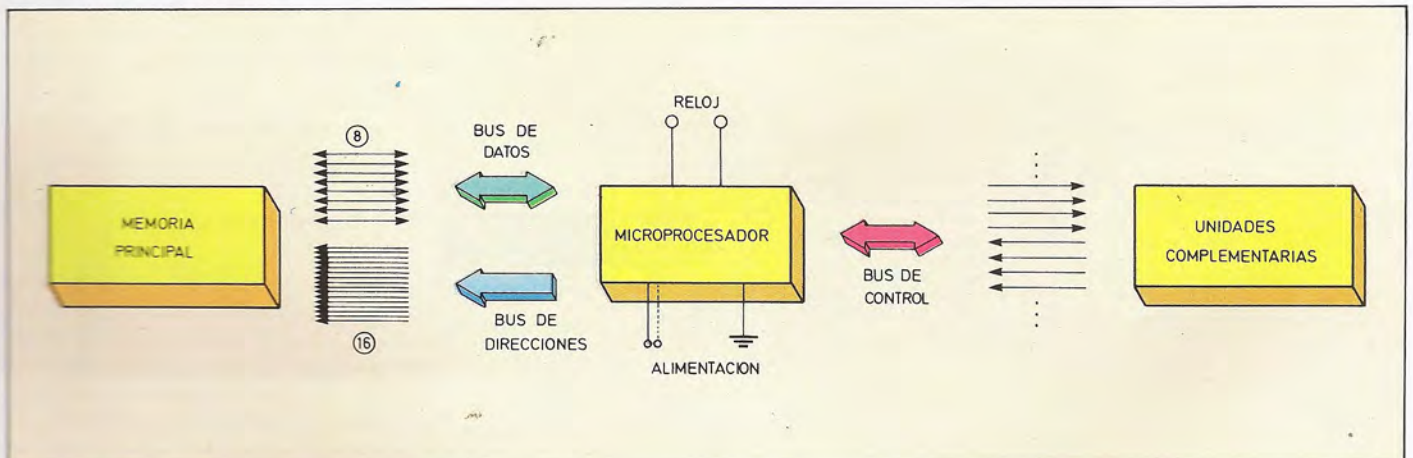 RELOJ
⑧
BUS DE
DATOS
MEMORIA
PRINCIPAL
MICROPROCESADOR
UNIDADES
COMPLEMENTARIAS
BUS DE
CONTROL
BUS DE
DIRECCIONES
⑯
ALIMENTACION